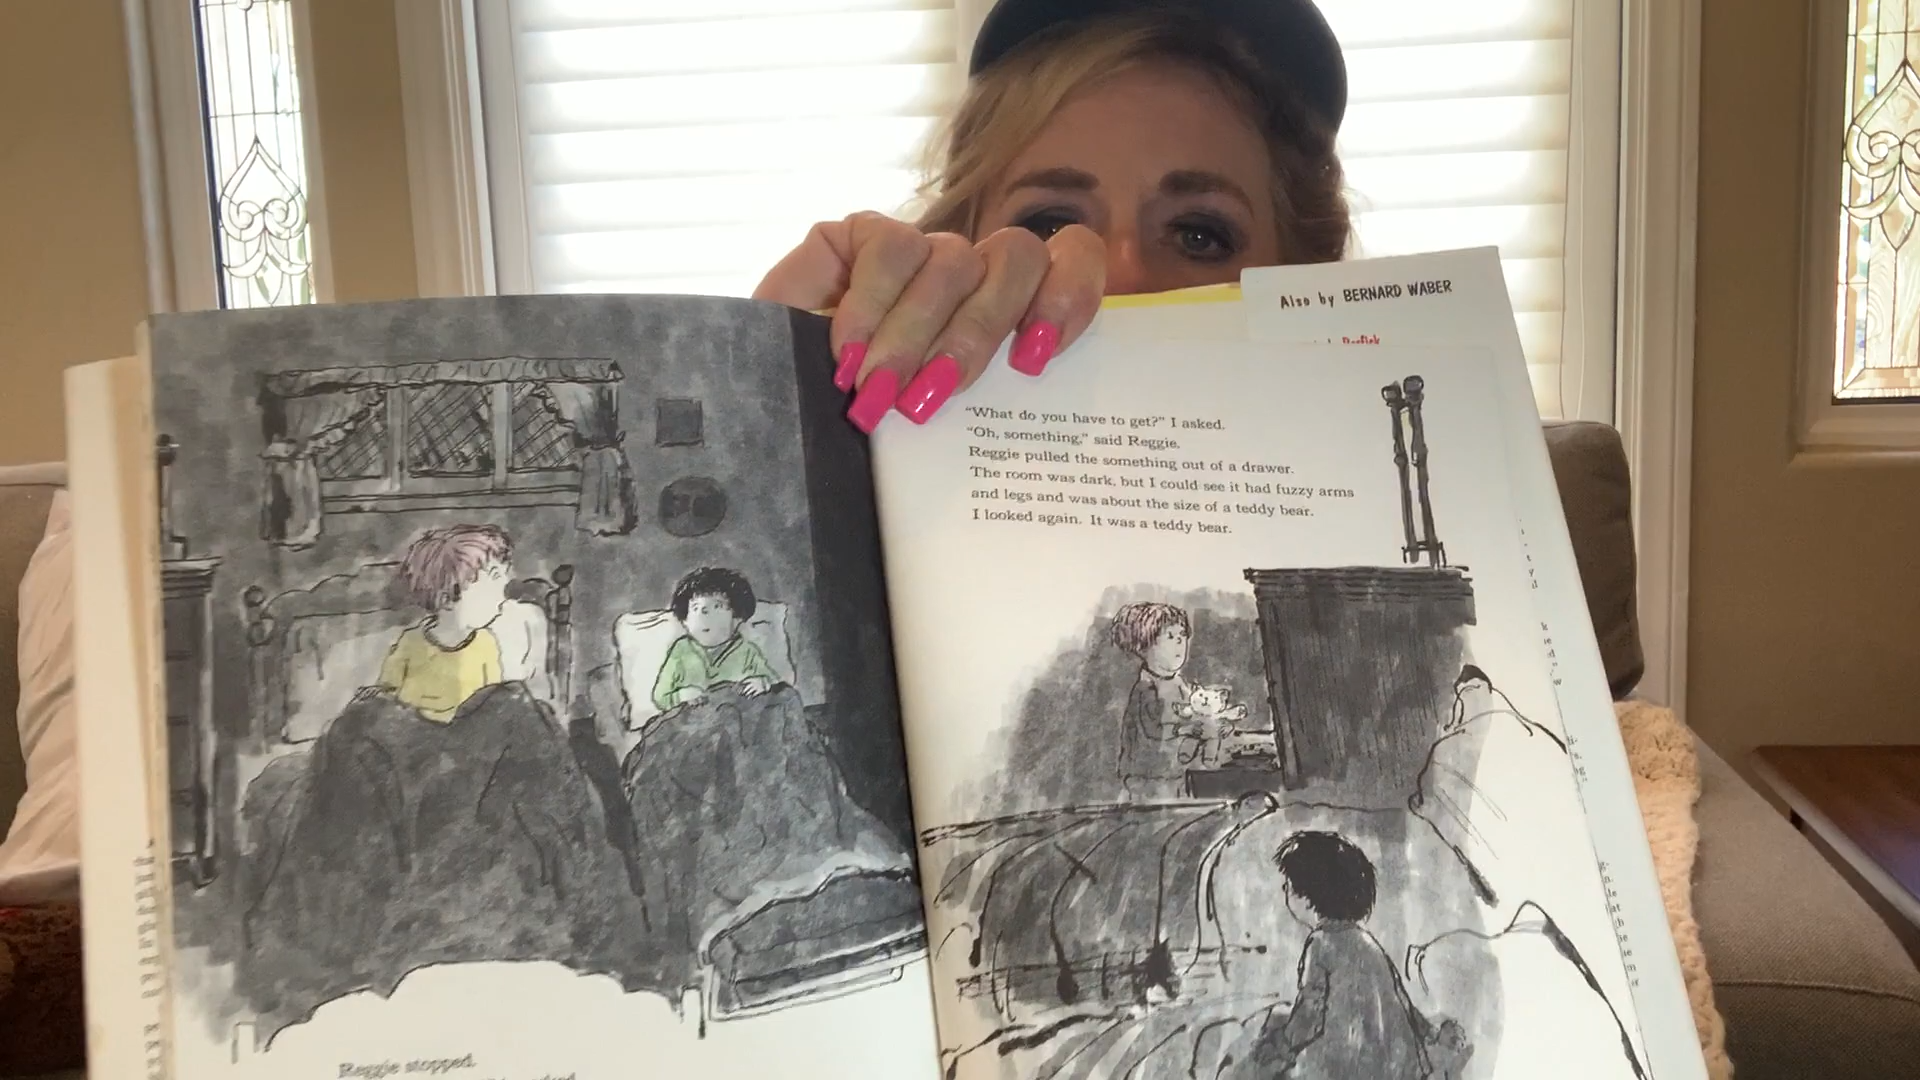 Also by BERNARD WABER
"What do you have to get?" I asked.
"Oh, something," said Reggie.
Reggie pulled the something out of a drawer.
The room was dark, but I could see it had fuzzy arms
and legs and was about the size of a teddy bear.
I looked again. It was a teddy bear.
Reggie stopped.